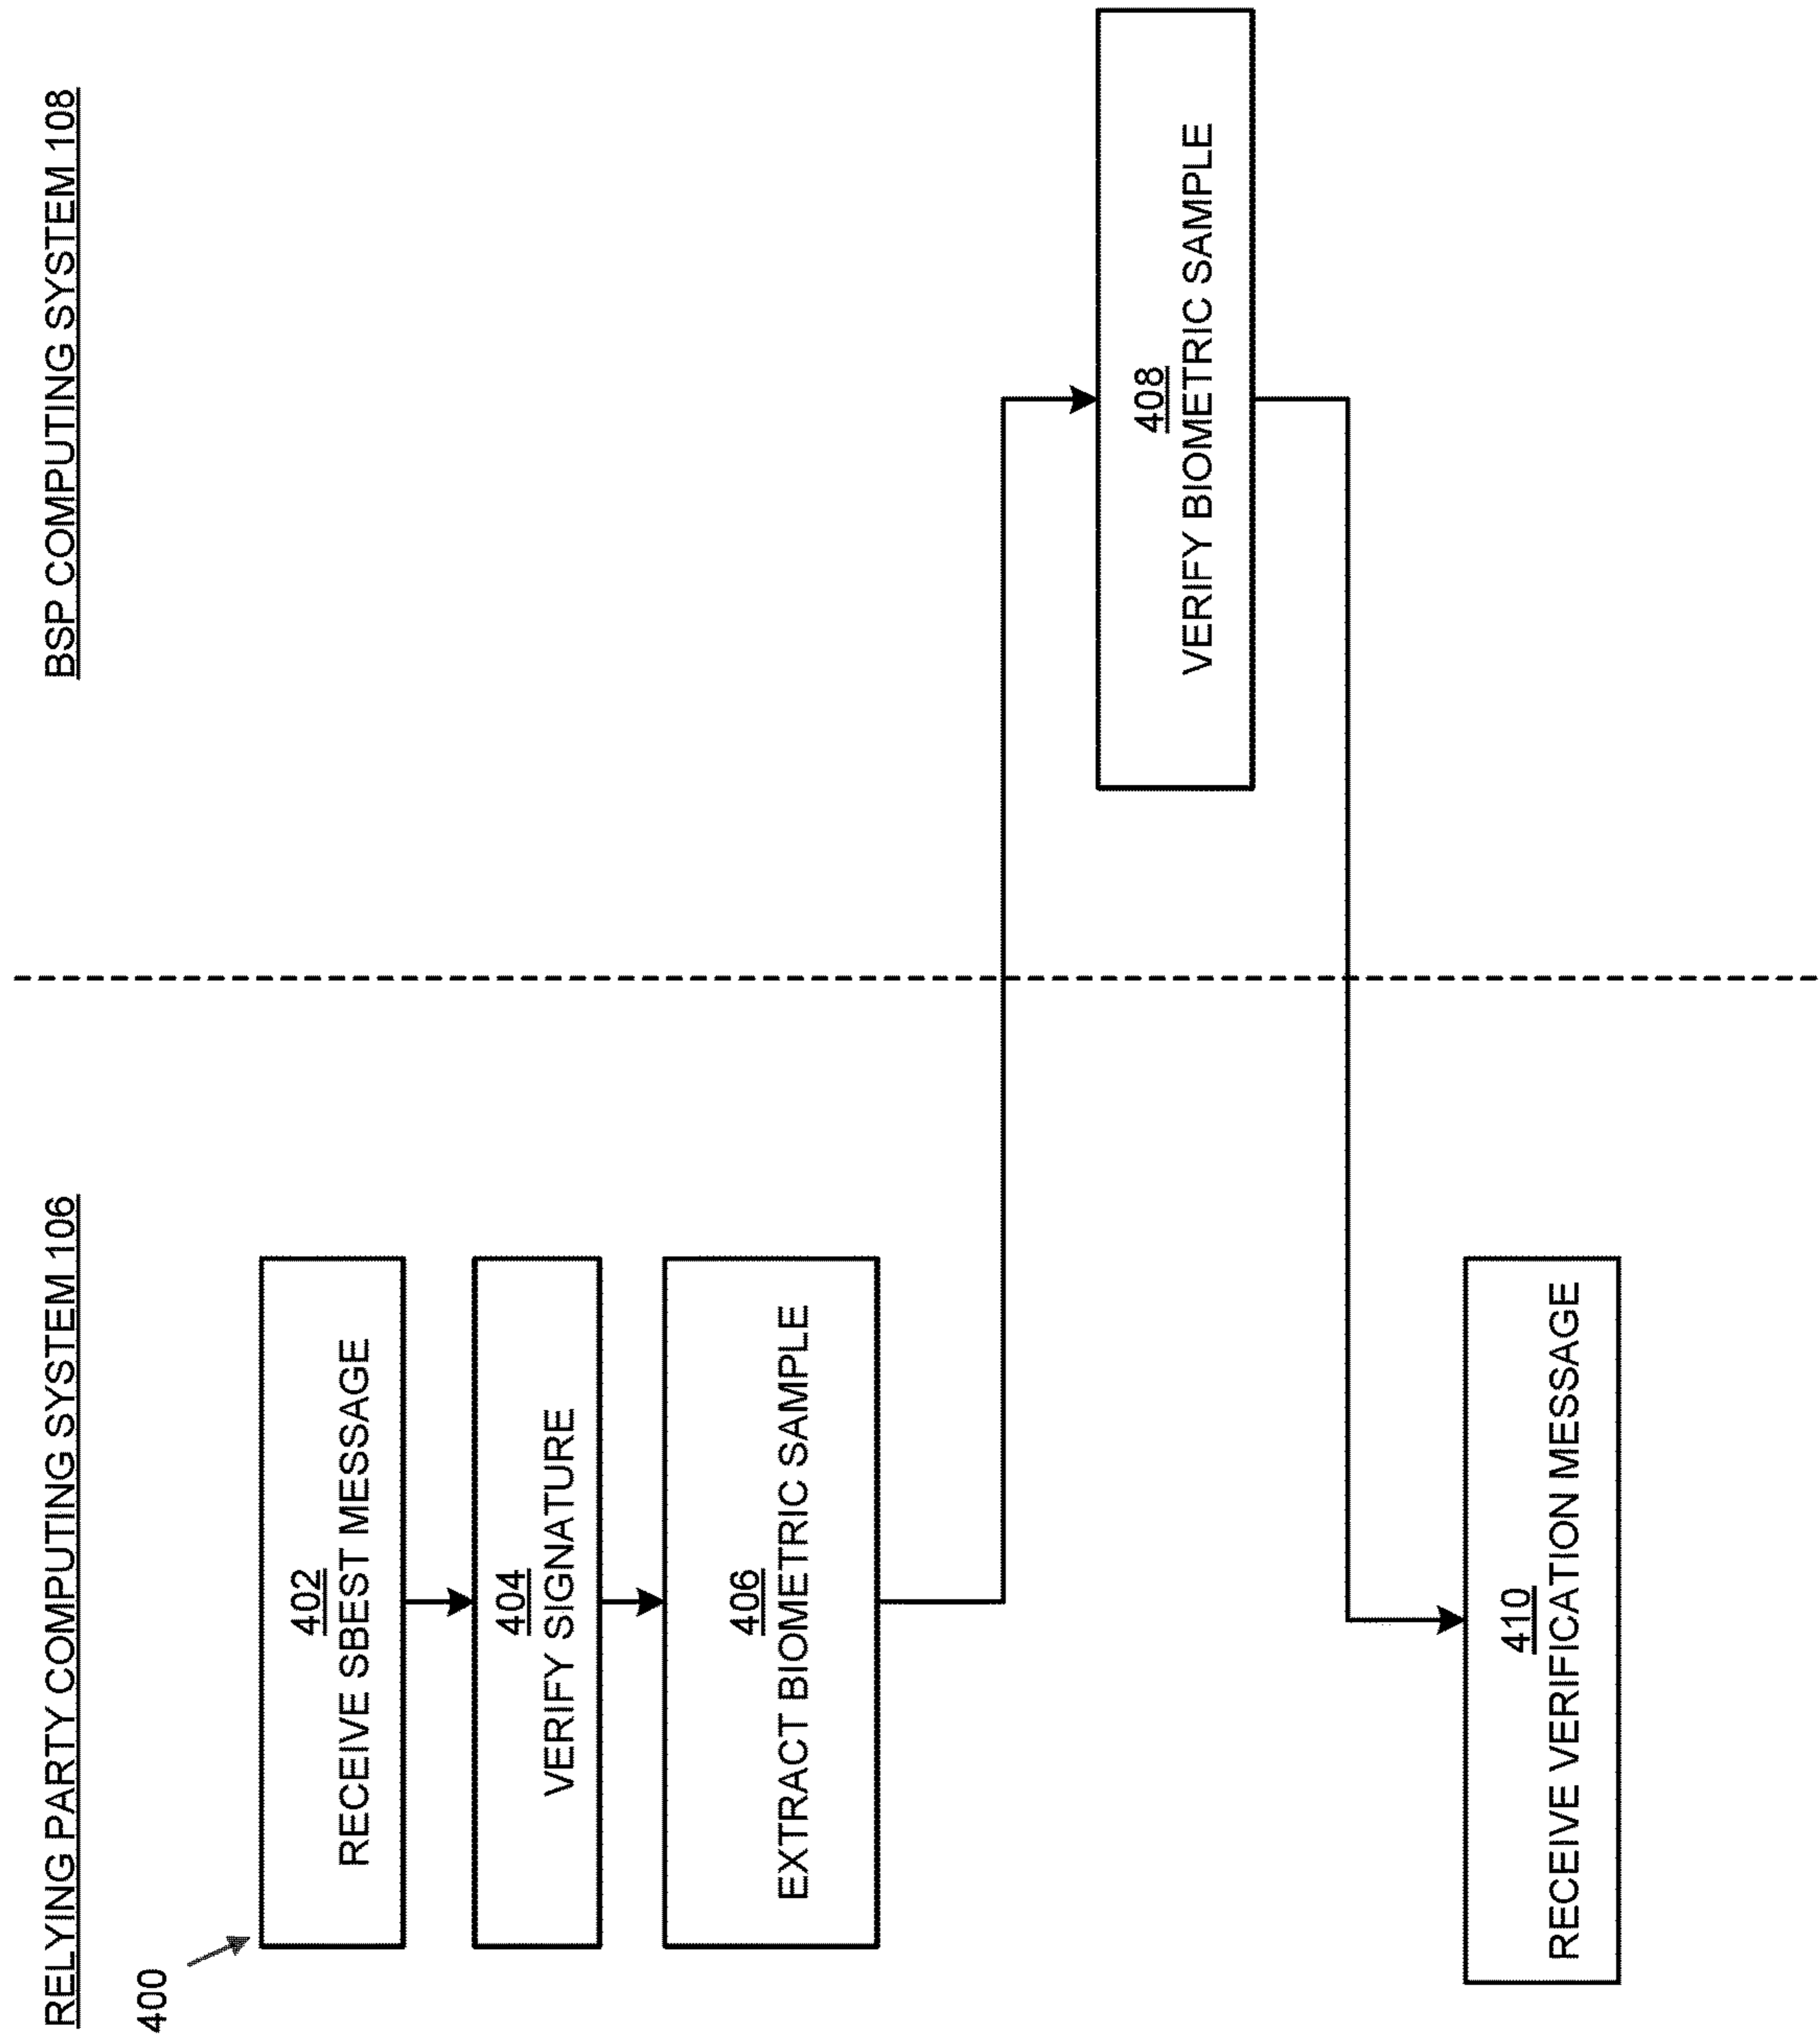 RELYING PARTY COMPUTING SYSTEM 106
BSP COMPUTING SYSTEM 108
400
402
RECEIVE SBEST MESSAGE
404
VERIFY SIGNATURE
406
EXTRACT BIOMETRIC SAMPLE
408
VERIFY BIOMETRIC SAMPLE
410
RECEIVE VERIFICATION MESSAGE